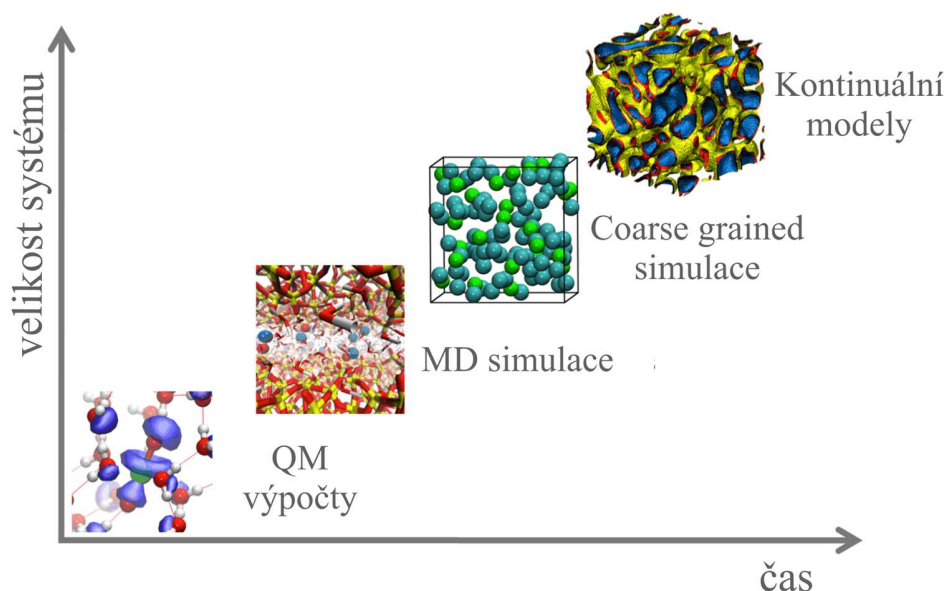 Kontinuální
modely
Coarse grained
simulace
MD simulace
QM
výpočty
velikost systému
čas